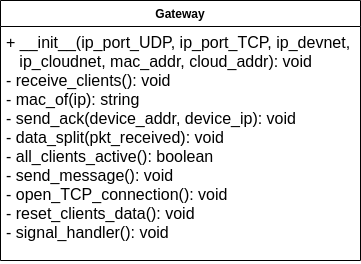 Gateway
+ __init__(ip_port_UDP, ip_port_TCP, ip_devnet,
ip_cloudnet, mac_addr, cloud_addr): void
- receive_clients(): void
- mac_of(ip): string
- send_ack(device_addr, device_ip): void
- data_split(pkt_received): void
- all_clients_active(): boolean
- send_message(): void
- open_TCP_connection(): void
- reset_clients_data(): void
- signal_handler(): void